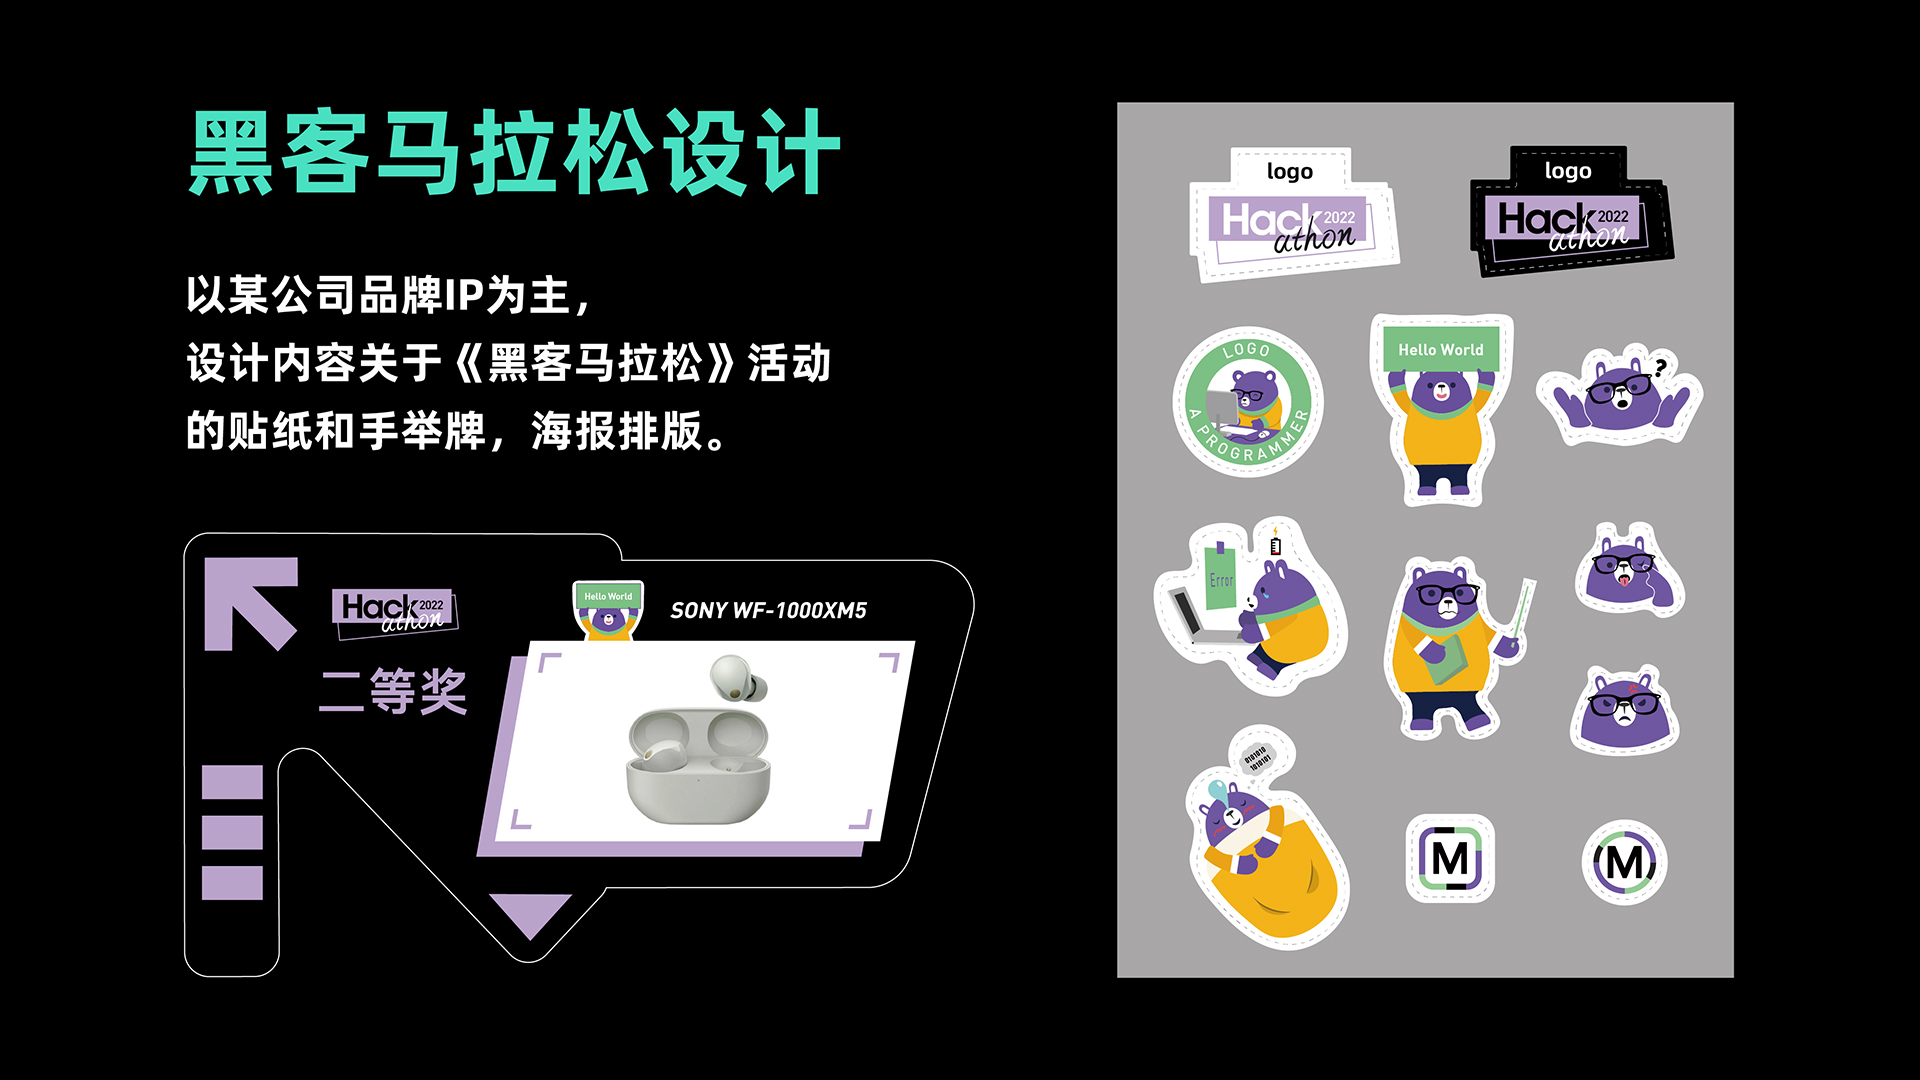 黑客马拉松设计
以某公司品牌IP为主，
设计内容关于《黑客马拉松》活动
的贴纸和手举牌，海报排版。
Hack 2022
athon
二等奖
Hello World
SONY WF-1000XM5
logo
Hack 2022
athon
logo
Hack 2022
athon
LOGO
A PROGRAMMER
Hello World
?
Error
0101010
1010101
M
M